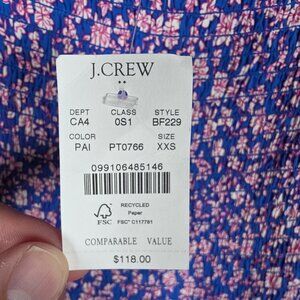 J.CREW
DEPT CLASS STYLE
CA4 0S1 BF229
COLOR SIZE
PAI PT0766 XXS
099106485146
FSC RECYCLED
Paper
FSC® C117781
COMPARABLE VALUE
$118.00